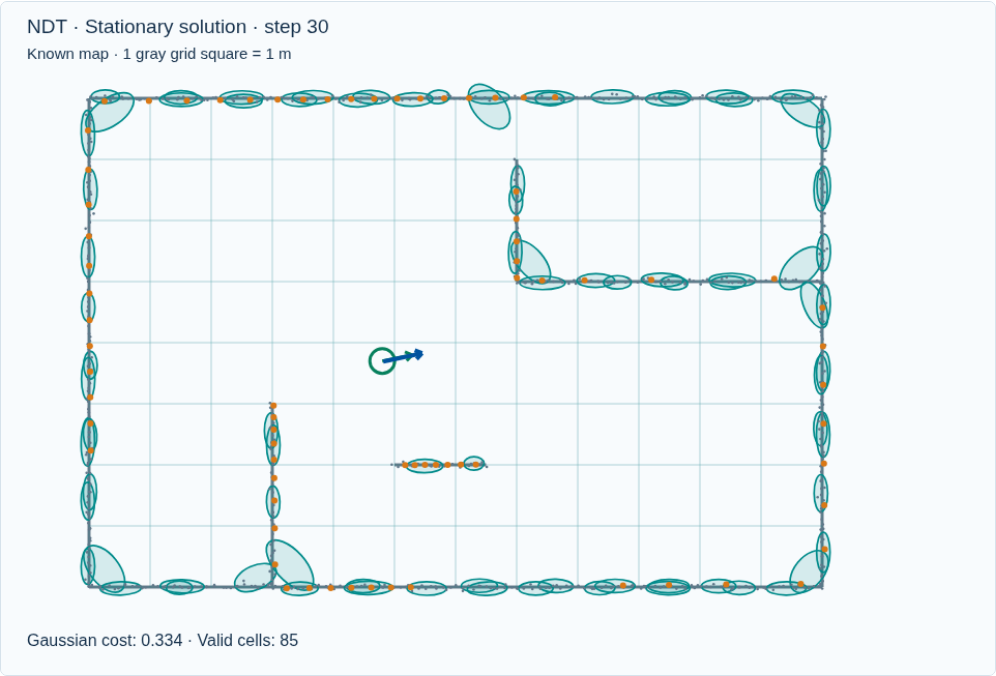 NDT · Stationary solution · step 30
Known map · 1 gray grid square = 1 m
Gaussian cost: 0.334 · Valid cells: 85